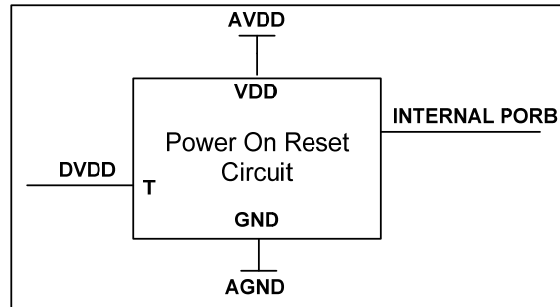 AVDD
VDD
INTERNAL PORB
Power On Reset
Circuit
DVDD
T
GND
AGND